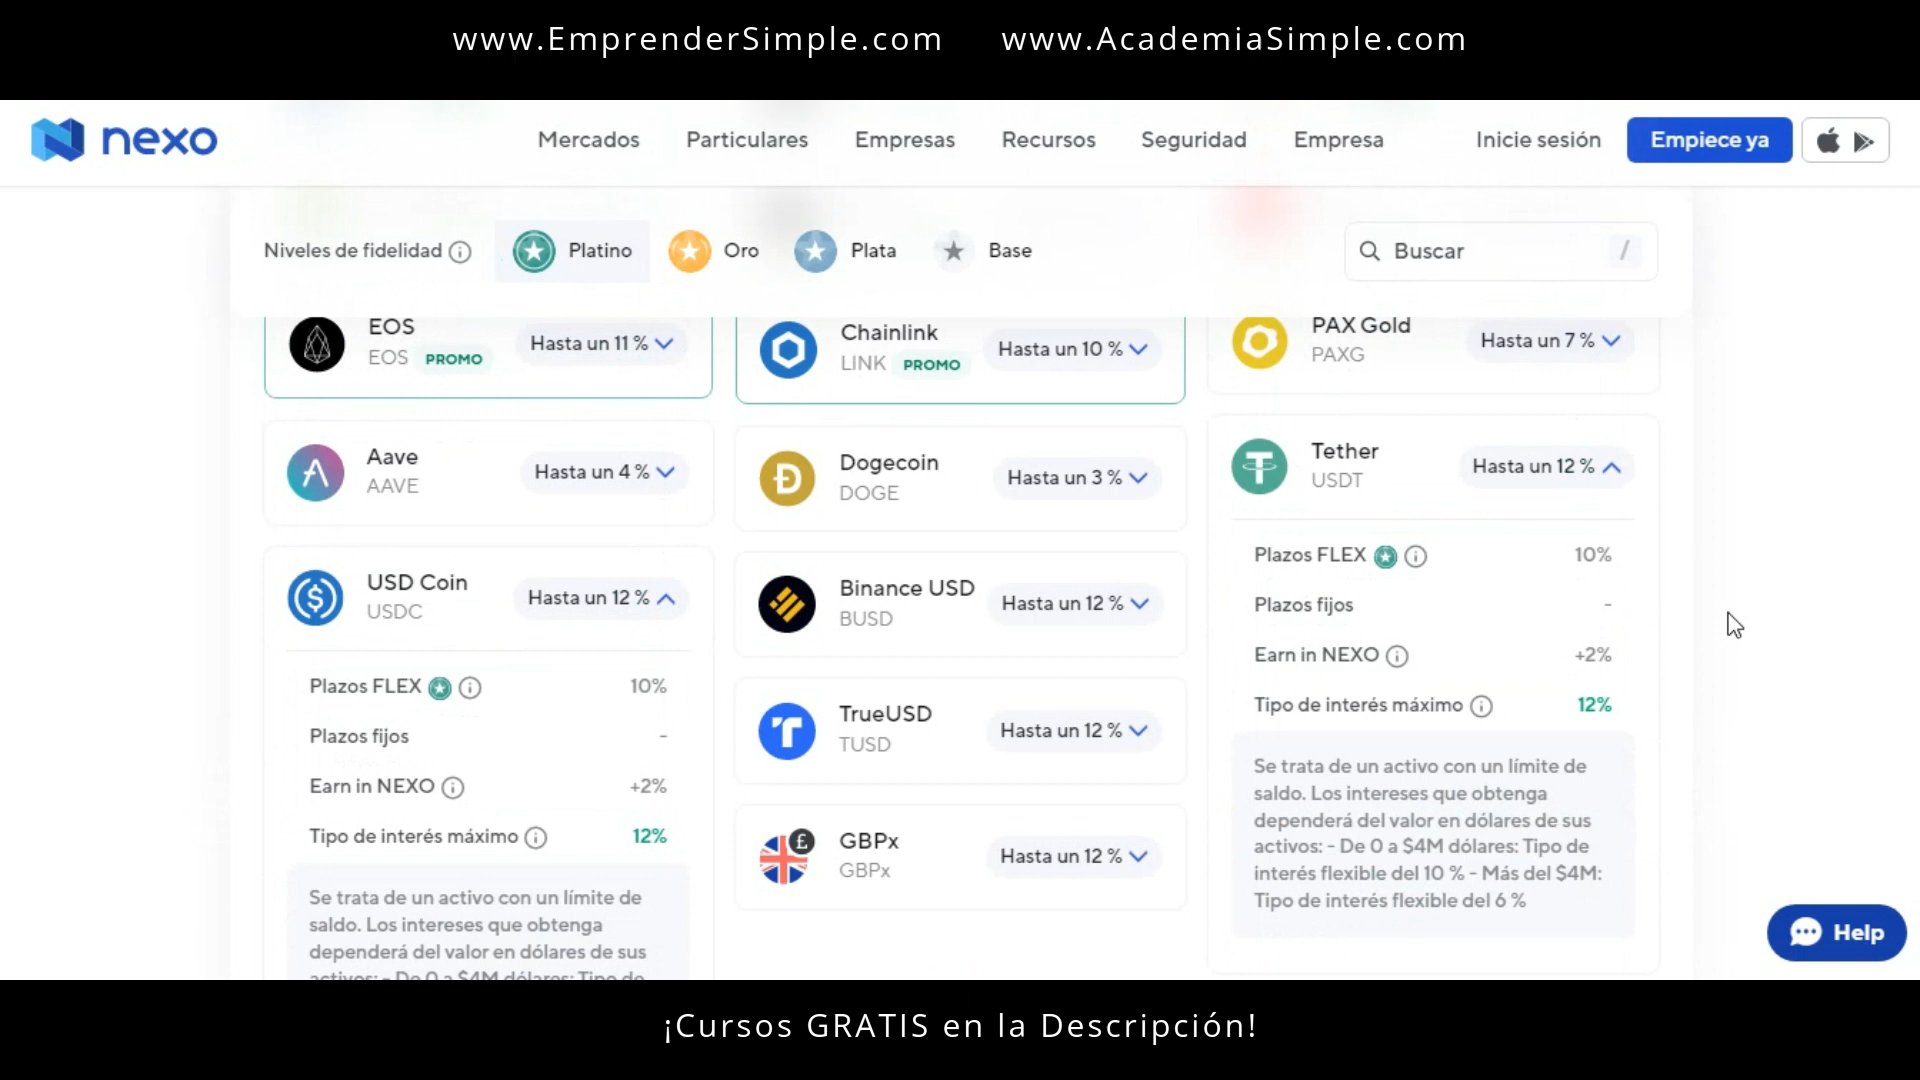 www.EmprenderSimple.com www.AcademiaSimple.com
nexo
Mercados Particulares Empresas Recursos Seguridad Empresa Inicie sesión Empiece ya
Niveles de fidelidad Platino Oro Plata Base Buscar /
EOS
EOS PROMO
Hasta un 11 %
Aave
AAVE
Hasta un 4 %
USD Coin
USDC
Hasta un 12 %
Plazos FLEX 10%
Plazos fijos -
Earn in NEXO +2%
Tipo de interés máximo 12%
Se trata de un activo con un límite de
saldo. Los intereses que obtenga
dependerá del valor en dólares de sus
activos: - De 0 a $4M dólares: Tipo de
Chainlink
LINK PROMO
Hasta un 10 %
Dogecoin
DOGE
Hasta un 3 %
Binance USD
BUSD
Hasta un 12 %
TrueUSD
TUSD
Hasta un 12 %
£
GBPx
GBPx
Hasta un 12 %
PAX Gold
PAXG
Hasta un 7 %
Tether
USDT
Hasta un 12 %
Plazos FLEX 10%
Plazos fijos -
Earn in NEXO +2%
Tipo de interés máximo 12%
Se trata de un activo con un límite de
saldo. Los intereses que obtenga
dependerá del valor en dólares de sus
activos: - De 0 a $4M dólares: Tipo de
interés flexible del 10 % - Más del $4M:
Tipo de interés flexible del 6 %
Help
¡Cursos GRATIS en la Descripción!